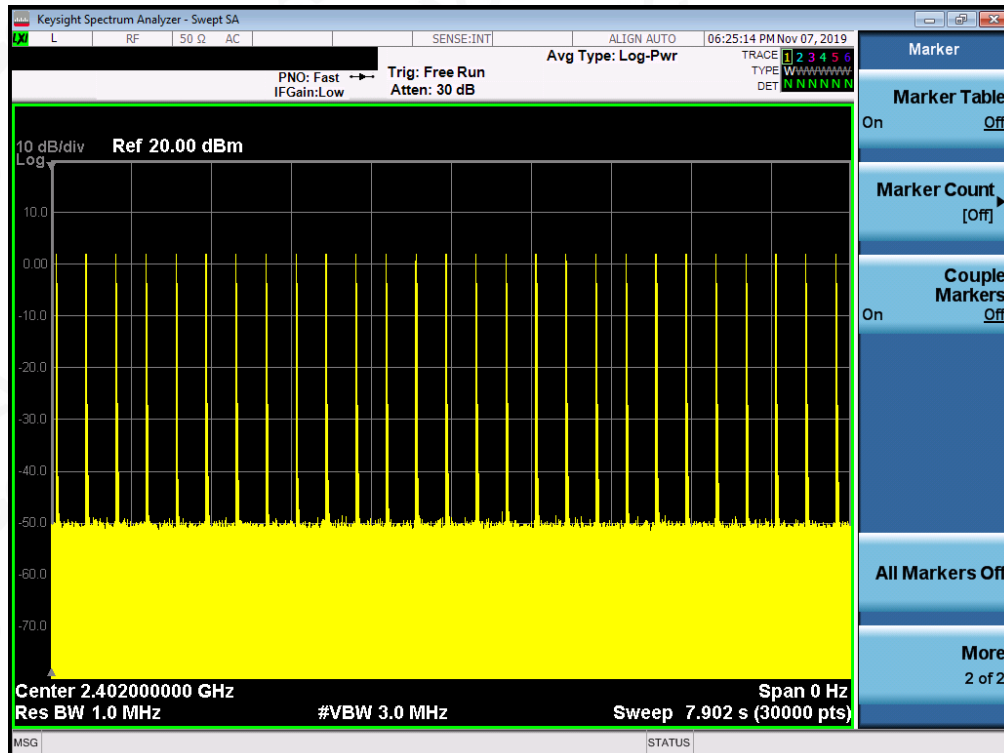 Keysight Spectrum Analyzer - Swept SA
LXI L RF 50 Ω AC SENSE:INT ALIGN AUTO 06:25:14 PM Nov 07, 2019
Marker
Avg Type: Log-Pwr
TRACE 1 2 3 4 5 6
PNO: Fast
Trig: Free Run
TYPE WWWWWWW
IFGain:Low
Atten: 30 dB
DET N N N N N N
Marker Table
On Off
10 dB/div Ref 20.00 dBm
Log
Marker Count
[Off]
10.0
0.00
-10.0
-20.0
-30.0
-40.0
-50.0
-60.0
-70.0
Couple
Markers
On Off
All Markers Off
More
2 of 2
Center 2.402000000 GHz
Span 0 Hz
Res BW 1.0 MHz
#VBW 3.0 MHz
Sweep 7.902 s (30000 pts)
MSG
STATUS